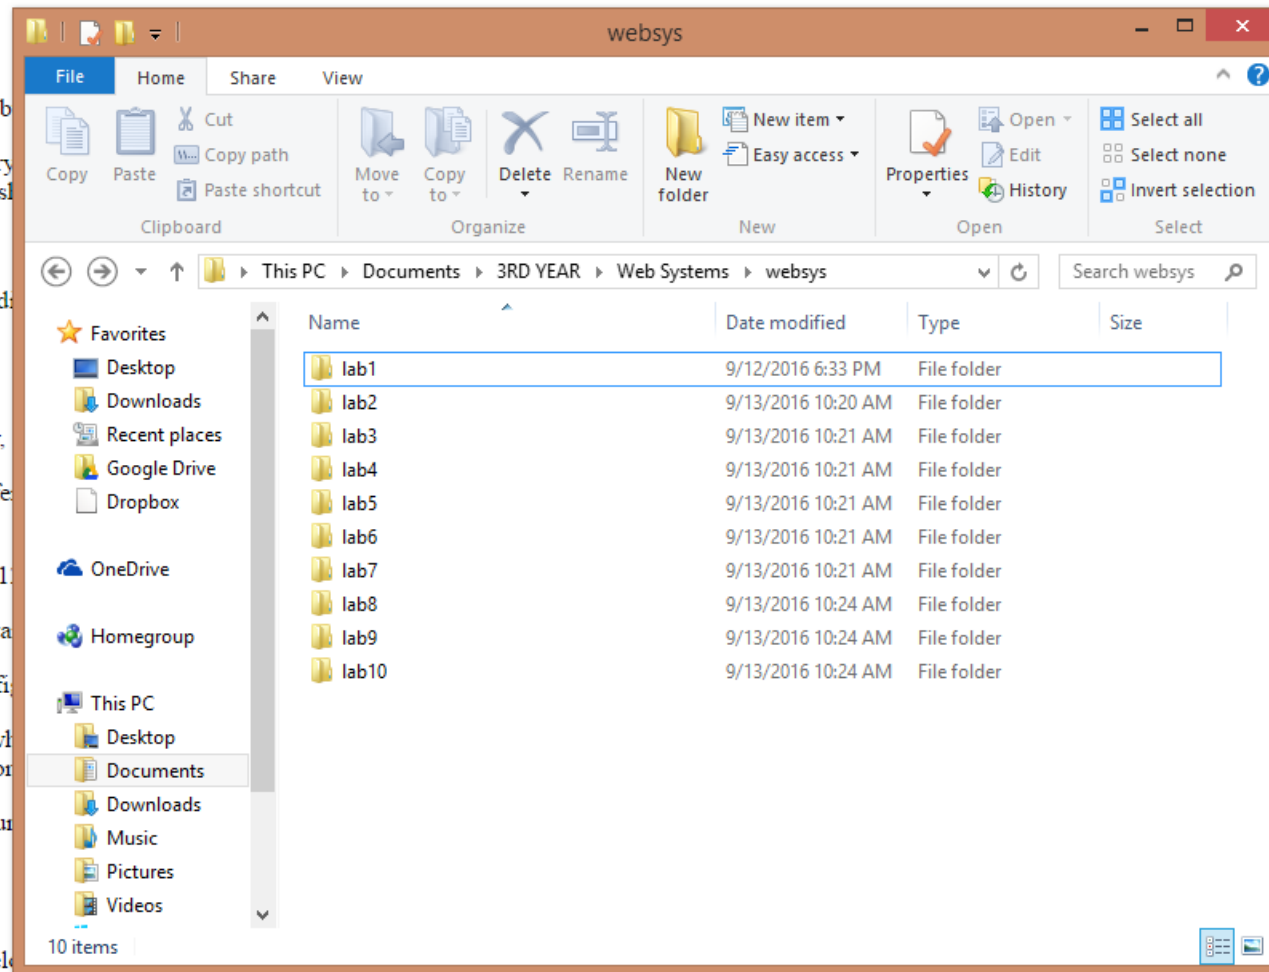 websys
File Home Share View
Copy Paste Cut Copy path Paste shortcut
Move to Copy to Delete Rename
New folder New item Easy access
Properties Open Edit History
Select all Select none Invert selection
Clipboard Organize New Open Select
This PC Documents 3RD YEAR Web Systems websys
Search websys
Favorites
Desktop
Downloads
Recent places
Google Drive
Dropbox
OneDrive
Homegroup
This PC
Desktop
Documents
Downloads
Music
Pictures
Videos
Name Date modified Type Size
lab1 9/12/2016 6:33 PM File folder
lab2 9/13/2016 10:20 AM File folder
lab3 9/13/2016 10:21 AM File folder
lab4 9/13/2016 10:21 AM File folder
lab5 9/13/2016 10:21 AM File folder
lab6 9/13/2016 10:21 AM File folder
lab7 9/13/2016 10:21 AM File folder
lab8 9/13/2016 10:24 AM File folder
lab9 9/13/2016 10:24 AM File folder
lab10 9/13/2016 10:24 AM File folder
10 items